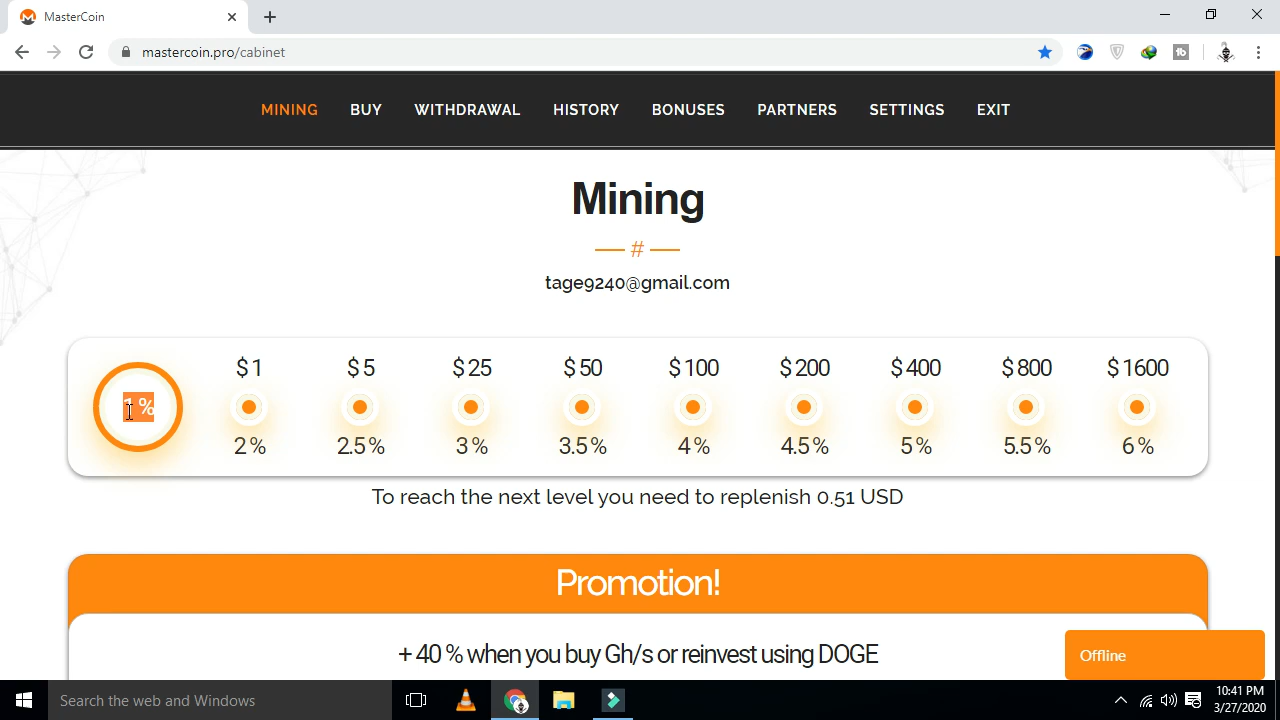 MasterCoin
mastercoin.pro/cabinet
MINING BUY WITHDRAWAL HISTORY BONUSES PARTNERS SETTINGS EXIT
Mining
#
tage9240@gmail.com
$ 1 $ 5 $ 25 $ 50 $ 100 $ 200 $ 400 $ 800 $ 1600
1 %
2 % 2.5 % 3 % 3.5 % 4 % 4.5 % 5 % 5.5 % 6 %
To reach the next level you need to replenish 0.51 USD
Promotion!
+ 40 % when you buy Gh/s or reinvest using DOGE
Offline
Search the web and Windows
10:41 PM
3/27/2020